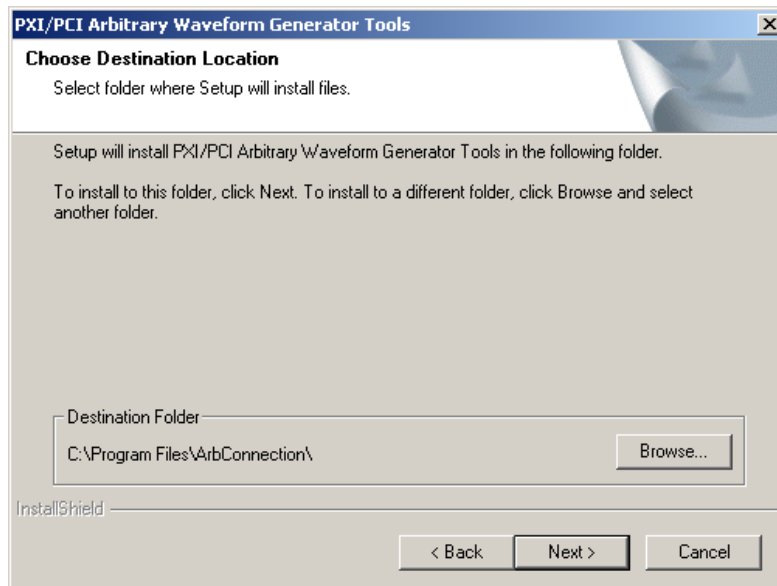 PXI/PCI Arbitrary Waveform Generator Tools
Choose Destination Location
Select folder where Setup will install files.
Setup will install PXI/PCI Arbitrary Waveform Generator Tools in the following folder.
To install to this folder, click Next. To install to a different folder, click Browse and select
another folder.
Destination Folder
C:\Program Files\ArbConnection\
Browse...
InstallShield
< Back
Next >
Cancel